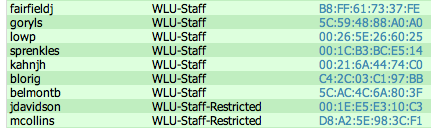 fairfieldj WLU-Staff B8:FF:61:73:37:FE
goryls WLU-Staff 5C:59:48:88:A0:A0
lowp WLU-Staff 00:26:5E:26:60:25
sprenkles WLU-Staff 00:1C:B3:BC:E5:14
kahnjh WLU-Staff 00:21:6A:44:74:C0
blorig WLU-Staff C4:2C:03:C1:97:BB
belmontb WLU-Staff 5C:AC:4C:6A:80:3F
jdavidson WLU-Staff-Restricted 00:1E:E5:E3:10:C3
mcollins WLU-Staff-Restricted D8:A2:5E:98:3C:F1